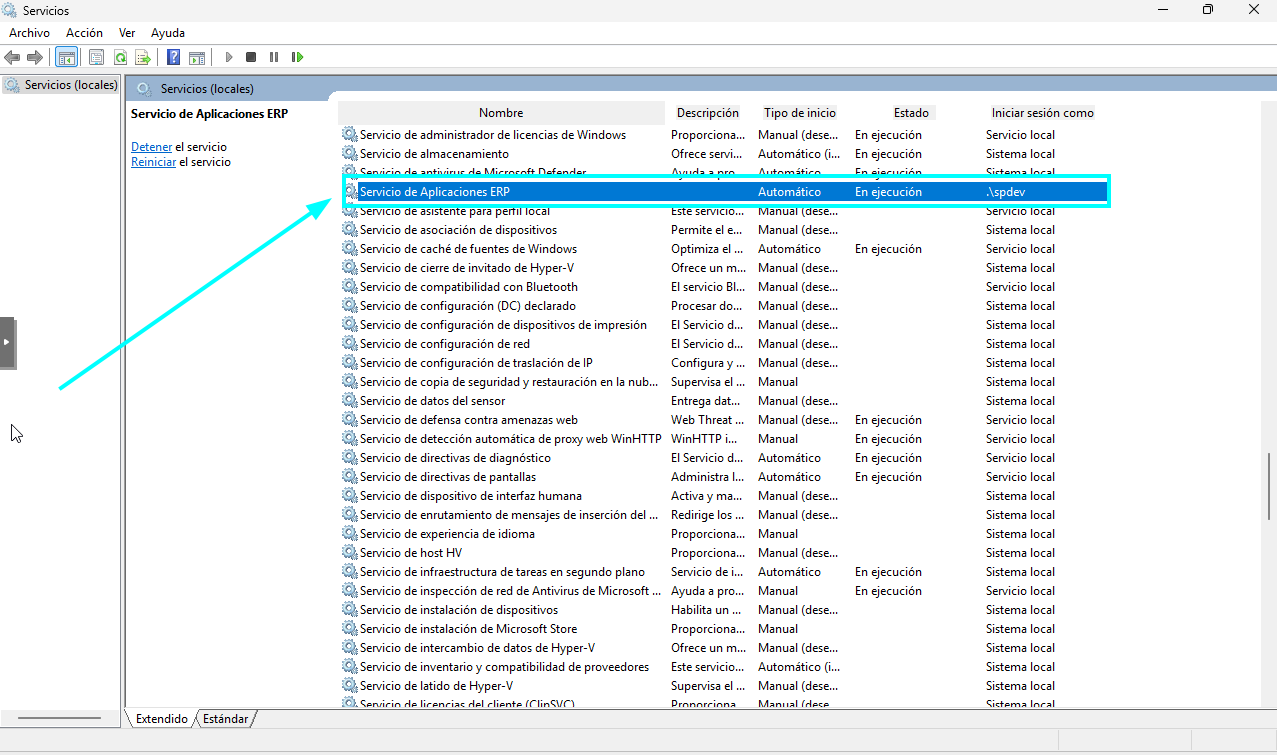 Servicios
Archivo Acción Ver Ayuda
Servicios (locales)
Servicios (locales)
Servicio de Aplicaciones ERP
Detener el servicio
Reiniciar el servicio
Nombre Descripción Tipo de inicio Estado Iniciar sesión como
Servicio de administrador de licencias de Windows Proporciona... Manual (dese... En ejecución Servicio local
Servicio de almacenamiento Ofrece servi... Automático (i... En ejecución Sistema local
Servicio de antivirus de Microsoft Defender Ayuda a pro... Automático En ejecución Sistema local
Servicio de Aplicaciones ERP Automático En ejecución .\spdev
Servicio de asistente para perfil local Este servicio... Manual (dese... Sistema local
Servicio de asociación de dispositivos Permite el e... Manual (dese... Sistema local
Servicio de caché de fuentes de Windows Optimiza el ... Automático En ejecución Servicio local
Servicio de cierre de invitado de Hyper-V Ofrece un m... Manual (dese... Sistema local
Servicio de compatibilidad con Bluetooth El servicio Bl... Manual (dese... Servicio local
Servicio de configuración (DC) declarado Procesar do... Manual (dese... Sistema local
Servicio de configuración de dispositivos de impresión El Servicio d... Manual (dese... Sistema local
Servicio de configuración de red El Servicio d... Manual (dese... Sistema local
Servicio de configuración de traslación de IP Configura y ... Manual (dese... Sistema local
Servicio de copia de seguridad y restauración en la nub... Supervisa el ... Manual Sistema local
Servicio de datos del sensor Entrega dat... Manual (dese... Sistema local
Servicio de defensa contra amenazas web Web Threat ... Manual (dese... En ejecución Servicio local
Servicio de detección automática de proxy web WinHTTP WinHTTP i... Manual En ejecución Servicio local
Servicio de directivas de diagnóstico El Servicio d... Automático En ejecución Servicio local
Servicio de directivas de pantallas Administra l... Automático En ejecución Servicio local
Servicio de dispositivo de interfaz humana Activa y ma... Manual (dese... Sistema local
Servicio de enrutamiento de mensajes de inserción del ... Redirige los ... Manual (dese... Sistema local
Servicio de experiencia de idioma Proporciona... Manual Sistema local
Servicio de host HV Proporciona... Manual (dese... Sistema local
Servicio de infraestructura de tareas en segundo plano Servicio de i... Automático En ejecución Sistema local
Servicio de inspección de red de Antivirus de Microsoft ... Ayuda a pro... Manual En ejecución Servicio local
Servicio de instalación de dispositivos Habilita un ... Manual (dese... Sistema local
Servicio de instalación de Microsoft Store Proporciona... Manual Sistema local
Servicio de intercambio de datos de Hyper-V Ofrece un m... Manual (dese... Sistema local
Servicio de inventario y compatibilidad de proveedores Este servicio... Automático (i... Sistema local
Servicio de latido de Hyper-V Supervisa el ... Manual (dese... Sistema local
Servicio de licencias del cliente (ClipSVC) Proporciona... Manual (dese... Sistema local
Extendido Estándar